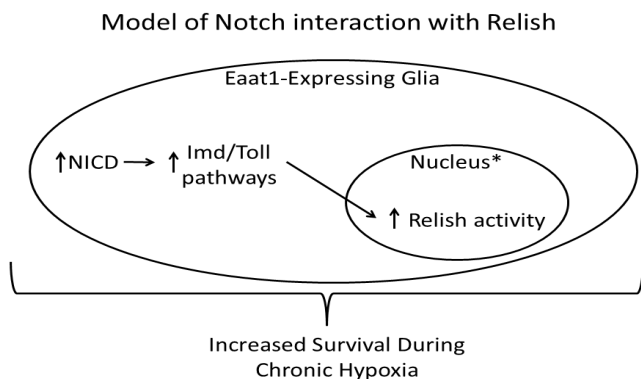 Model of Notch interaction with Relish
Eaat1-Expressing Glia
↑NICD → ↑ Imd/Toll
pathways
Nucleus*
↑ Relish activity
Increased Survival During
Chronic Hypoxia